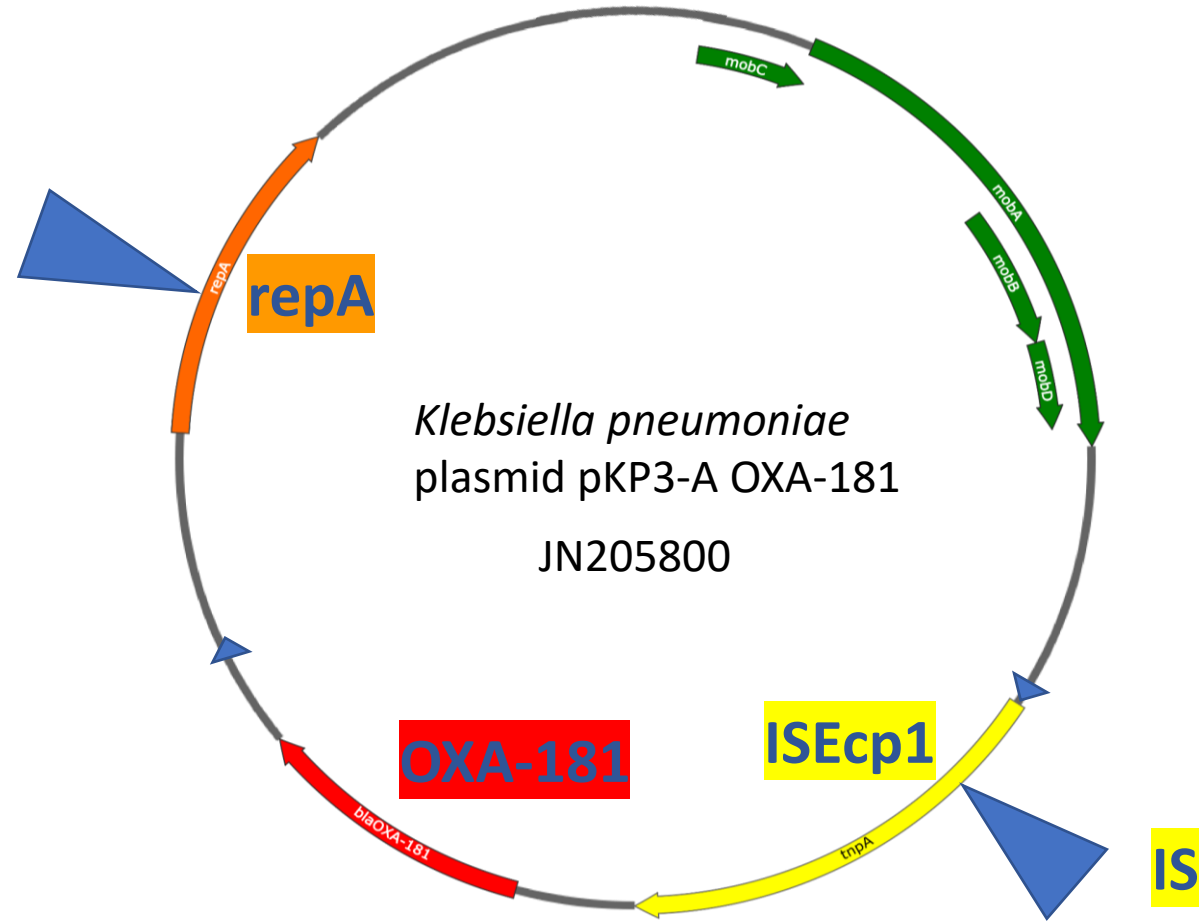 mobC
mobA
repA
repA
mobB
mobD
Klebsiella pneumoniae
plasmid pKP3-A OXA-181
JN205800
ISEcp1
OXA-181
blaOXA-181
tnpA
IS